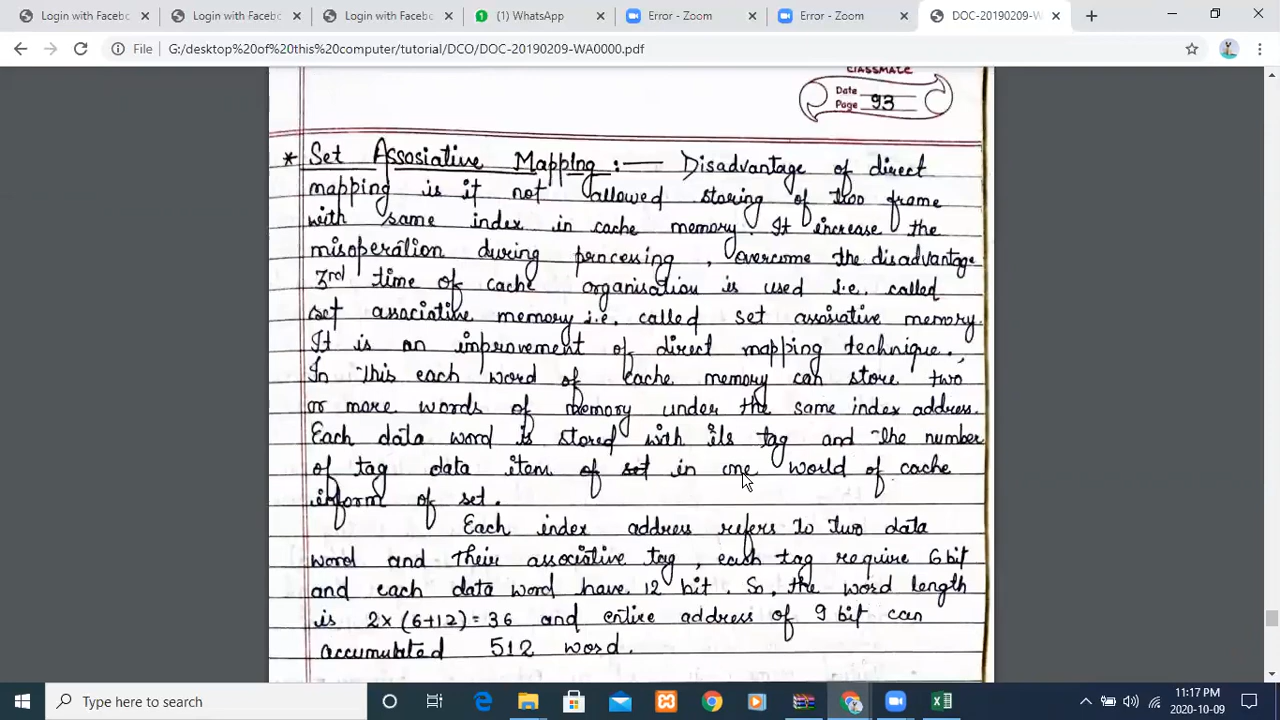 Login with Facebo
Login with Facebo
Login with Facebo
(1) WhatsApp
Error - Zoom
Error - Zoom
DOC-20190209-WA
File
G:/desktop%20of%20this%20computer/tutorial/DCO/DOC-20190209-WA0000.pdf
CLASSMATE
Date
Page 93
* Set Assosiative Mapping :— Disadvantage of direct
mapping is it not allowed storing of two frame
with same index in cache memory. It increase the
misoperation during princessing, overcome the disadvantage
3rd time of cache organisation is used i.e. called
set associative memory i.e. called set assosiative memory.
It is an improvement of direct mapping technique.
In this each word of cache memory can store two
or more words of memory under the same index address.
Each data word is stored with its tag and the number
of tag data item of set in one world of cache
inform of set.
Each index address refers to two data
word and their associative tag, each tag require 6 bit
and each data word have 12 bit. So, the word length
is 2x(6+12)=36 and entire address of 9 bit can
accumulated 512 word.
Type here to search
11:17 PM
2020-10-09